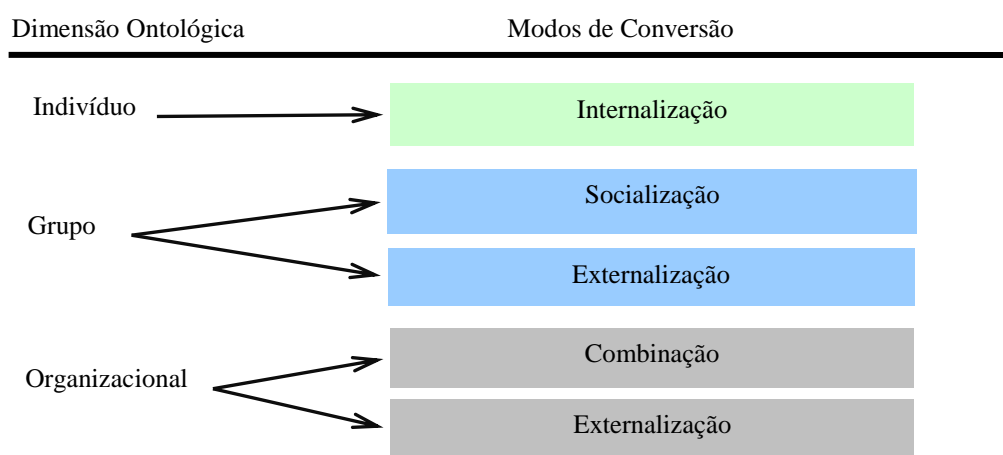 Dimensão Ontológica Modos de Conversão
Indivíduo Internalização
Socialização
Grupo
Externalização
Combinação
Organizacional
Externalização